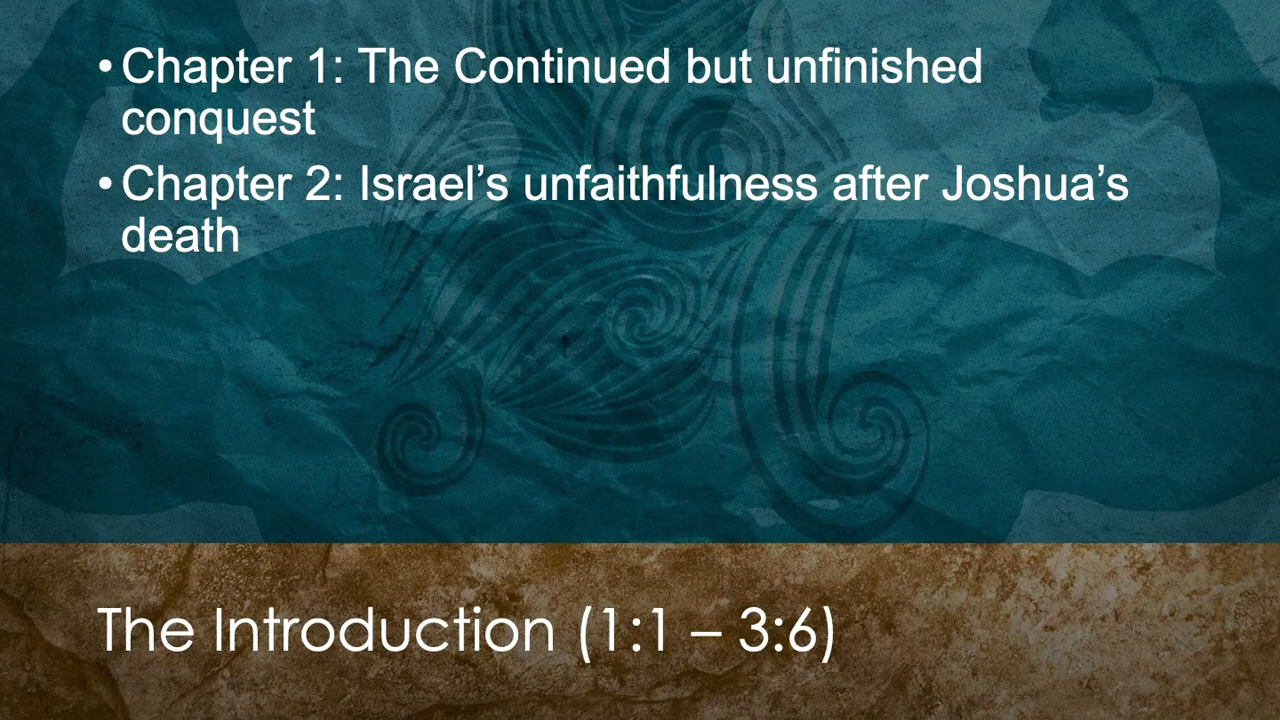 • Chapter 1: The Continued but unfinished
conquest
• Chapter 2: Israel’s unfaithfulness after Joshua’s
death
The Introduction (1:1 – 3:6)